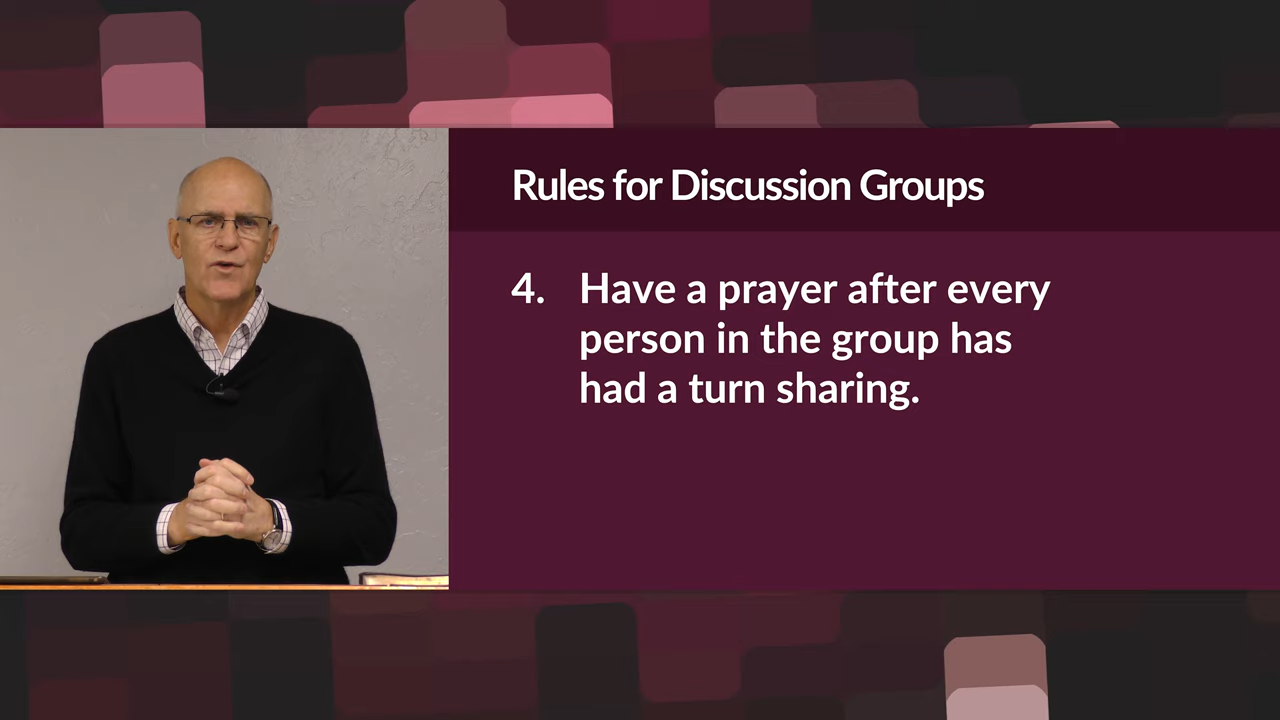 Rules for Discussion Groups
4. Have a prayer after every
person in the group has
had a turn sharing.